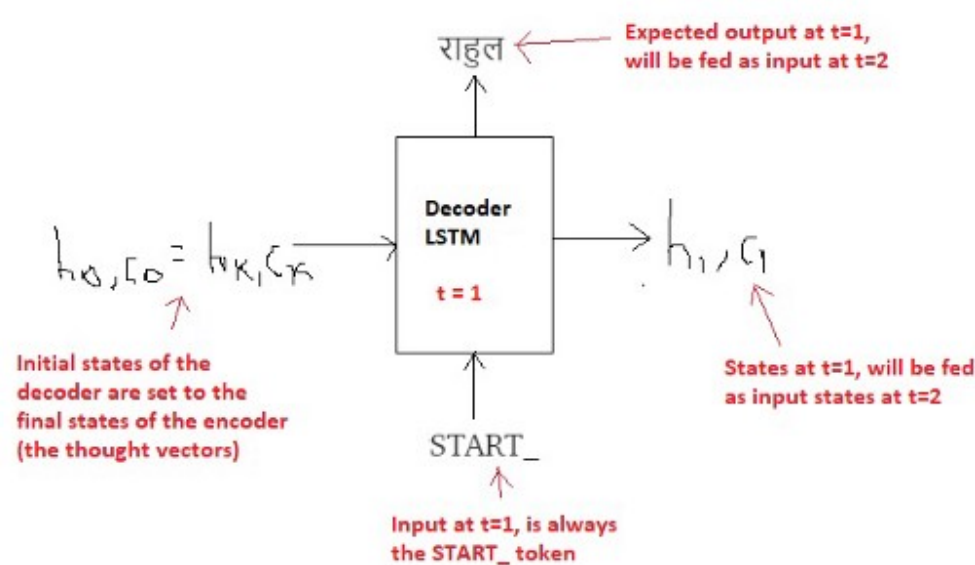 राहुल
Expected output at t=1,
will be fed as input at t=2
Decoder
LSTM
t = 1
h0, c0 = hk, ck
h1, c1
Initial states of the
decoder are set to the
final states of the encoder
(the thought vectors)
States at t=1, will be fed
as input states at t=2
START_
Input at t=1, is always
the START_ token